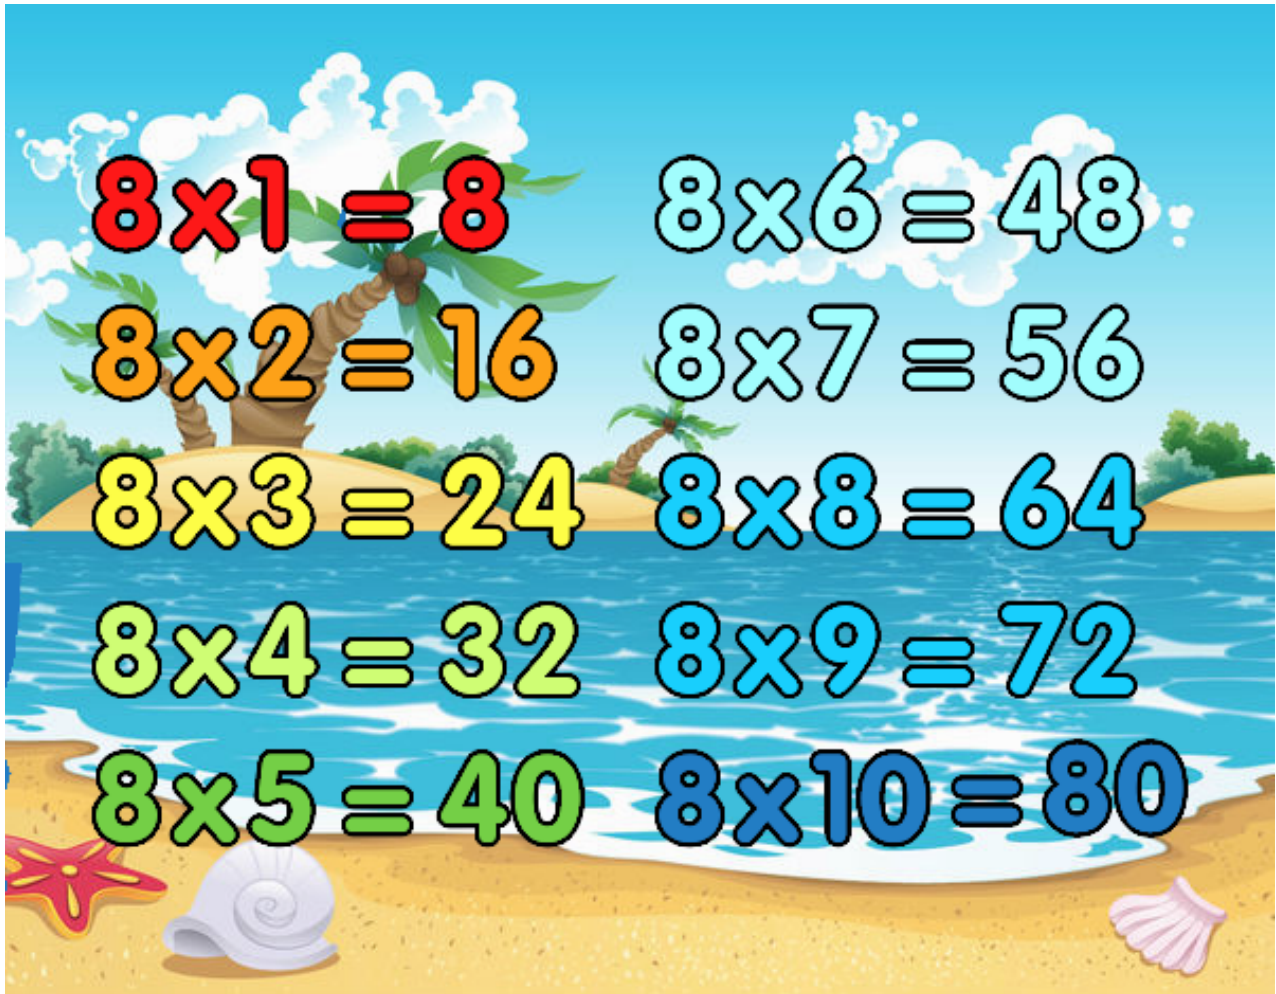 8x1 = 8
8x2 = 16
8x3 = 24
8x4 = 32
8x5 = 40
8x6 = 48
8x7 = 56
8x8 = 64
8x9 = 72
8x10 = 80